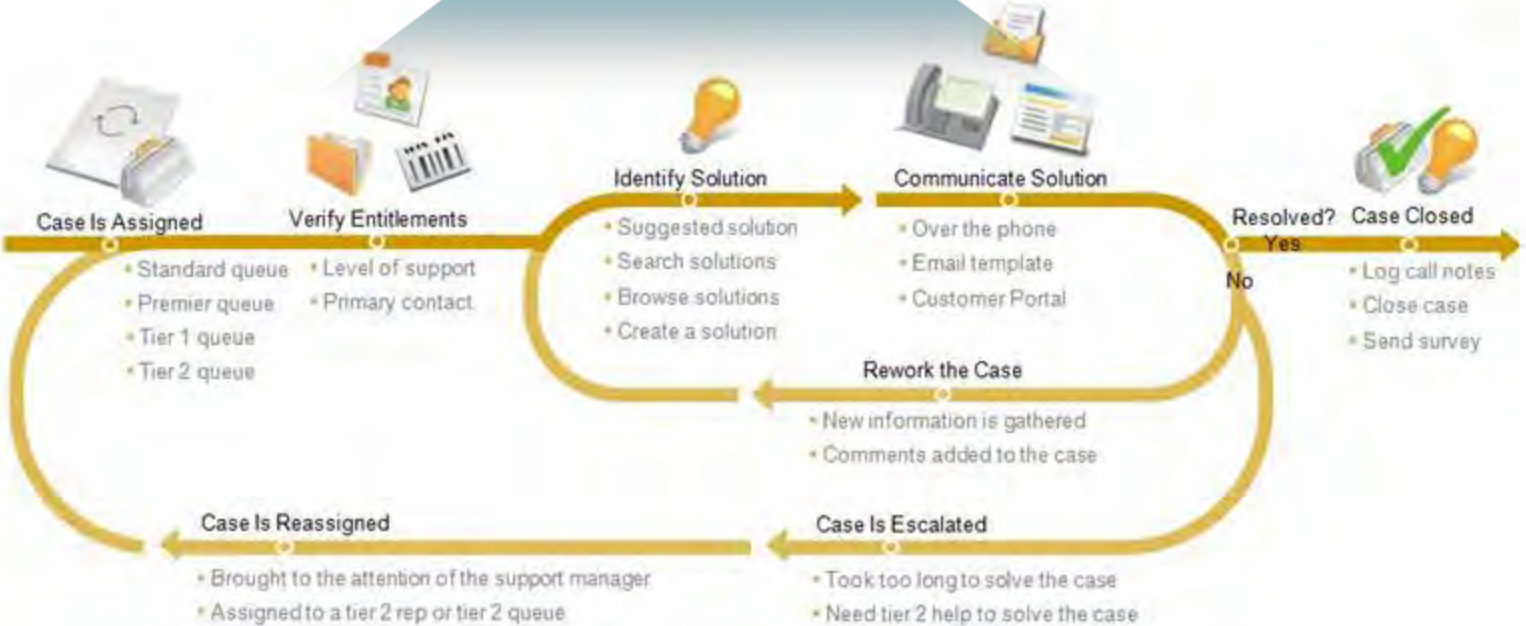 Case Is Assigned
• Standard queue
• Premier queue
• Tier 1 queue
• Tier 2 queue
Verify Entitlements
• Level of support
• Primary contact
Identify Solution
• Suggested solution
• Search solutions
• Browse solutions
• Create a solution
Communicate Solution
• Over the phone
• Email template
• Customer Portal
Resolved?
Yes
No
Case Closed
• Log call notes
• Close case
• Send survey
Rework the Case
• New information is gathered
• Comments added to the case
Case Is Escalated
• Took too long to solve the case
• Need tier 2 help to solve the case
Case Is Reassigned
• Brought to the attention of the support manager
• Assigned to a tier 2 rep or tier 2 queue